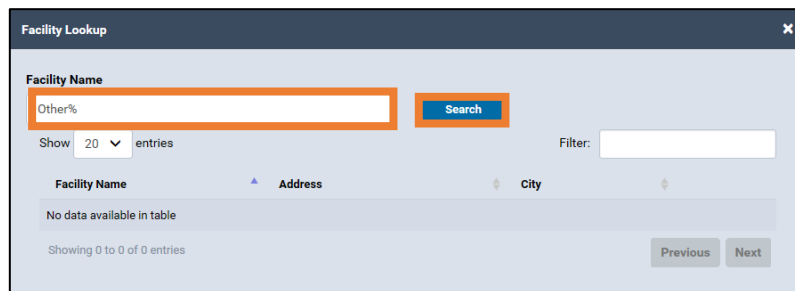 Facility Lookup ×
Facility Name
Other% Search
Show 20 entries Filter:
Facility Name Address City
No data available in table
Showing 0 to 0 of 0 entries Previous Next